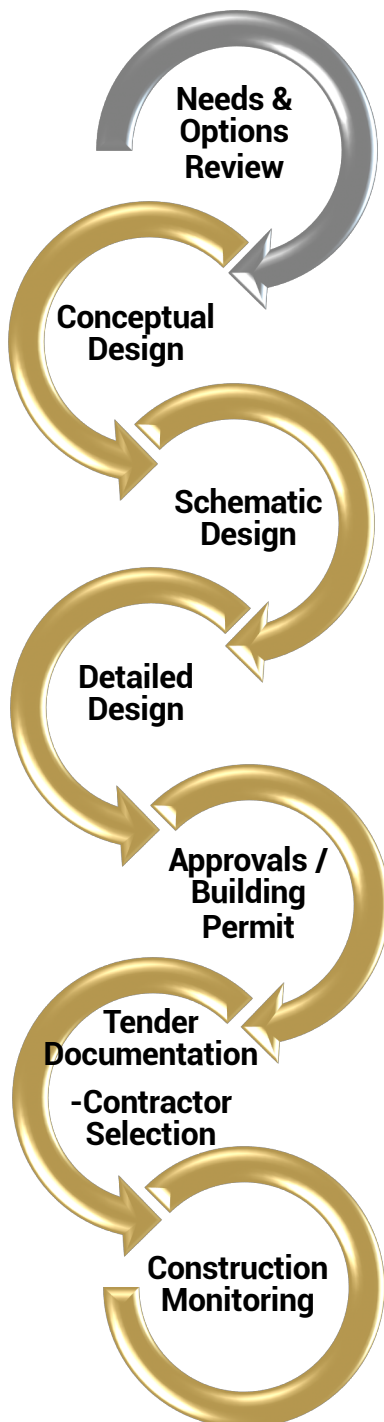 Needs &
Options
Review
Conceptual
Design
Schematic
Design
Detailed
Design
Approvals /
Building
Permit
Tender
Documentation
-Contractor
Selection
Construction
Monitoring